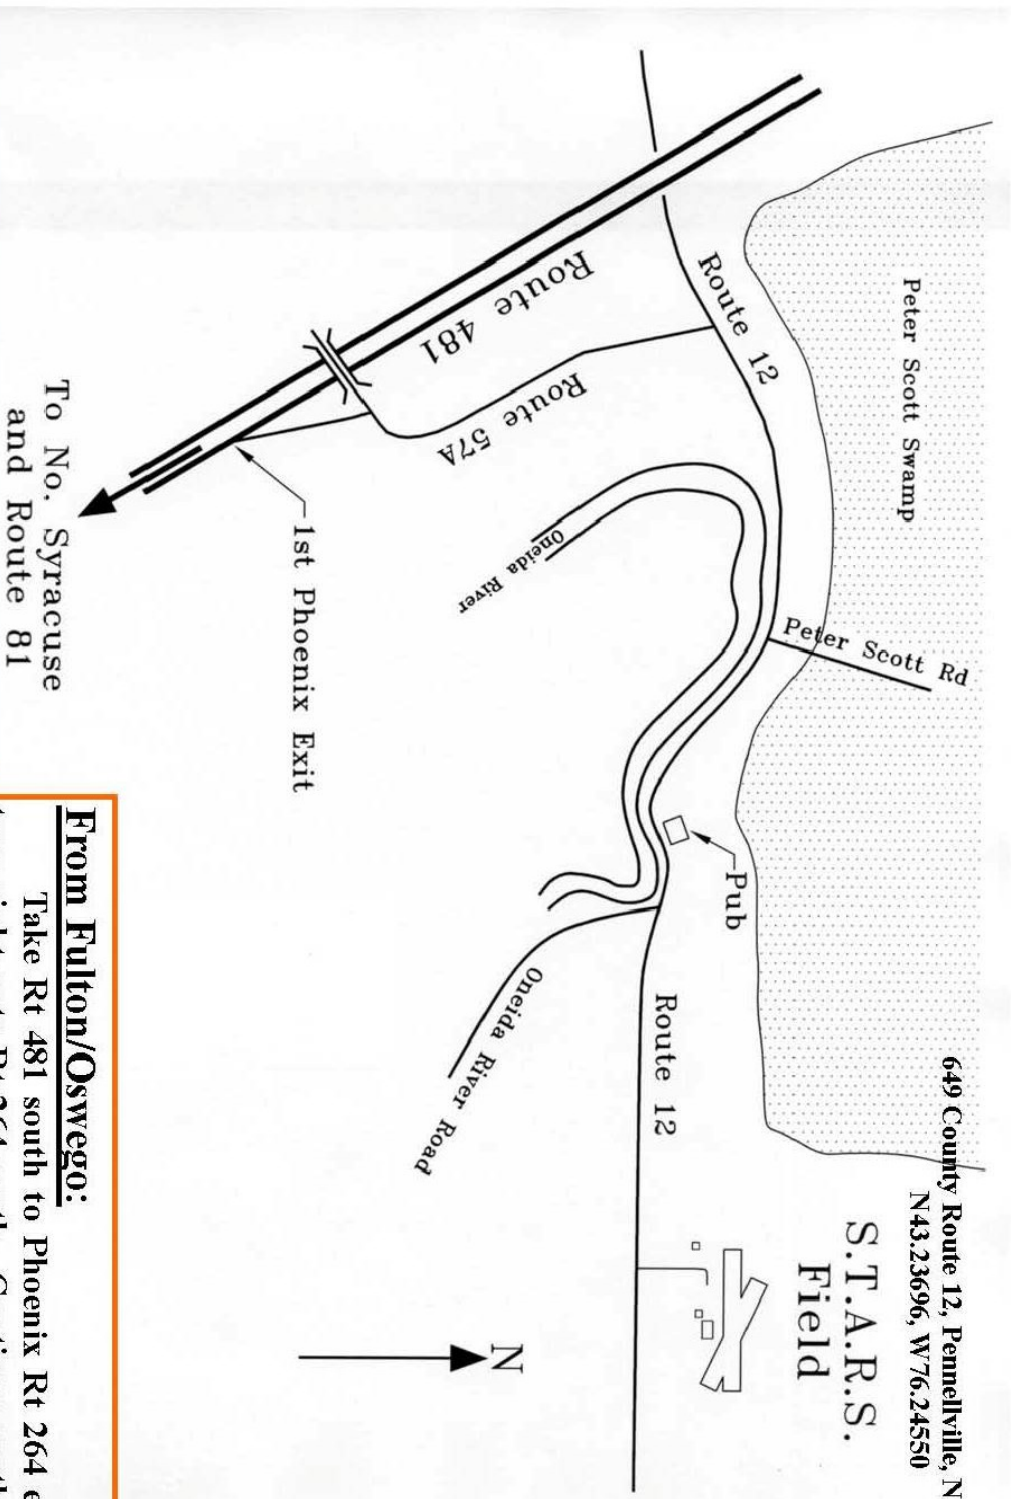 649 County Route 12, Pennellville, N
N43.23696, W76.24550
S.T.A.R.S.
Field
Peter Scott Swamp
Peter Scott Rd
Route 12
Route 481
Route 57A
Oneida River
Pub
Route 12
Oneida River Road
N
1st Phoenix Exit
To No. Syracuse
and Route 81
From Fulton/Oswego:
Take Rt 481 south to Phoenix Rt 264 e